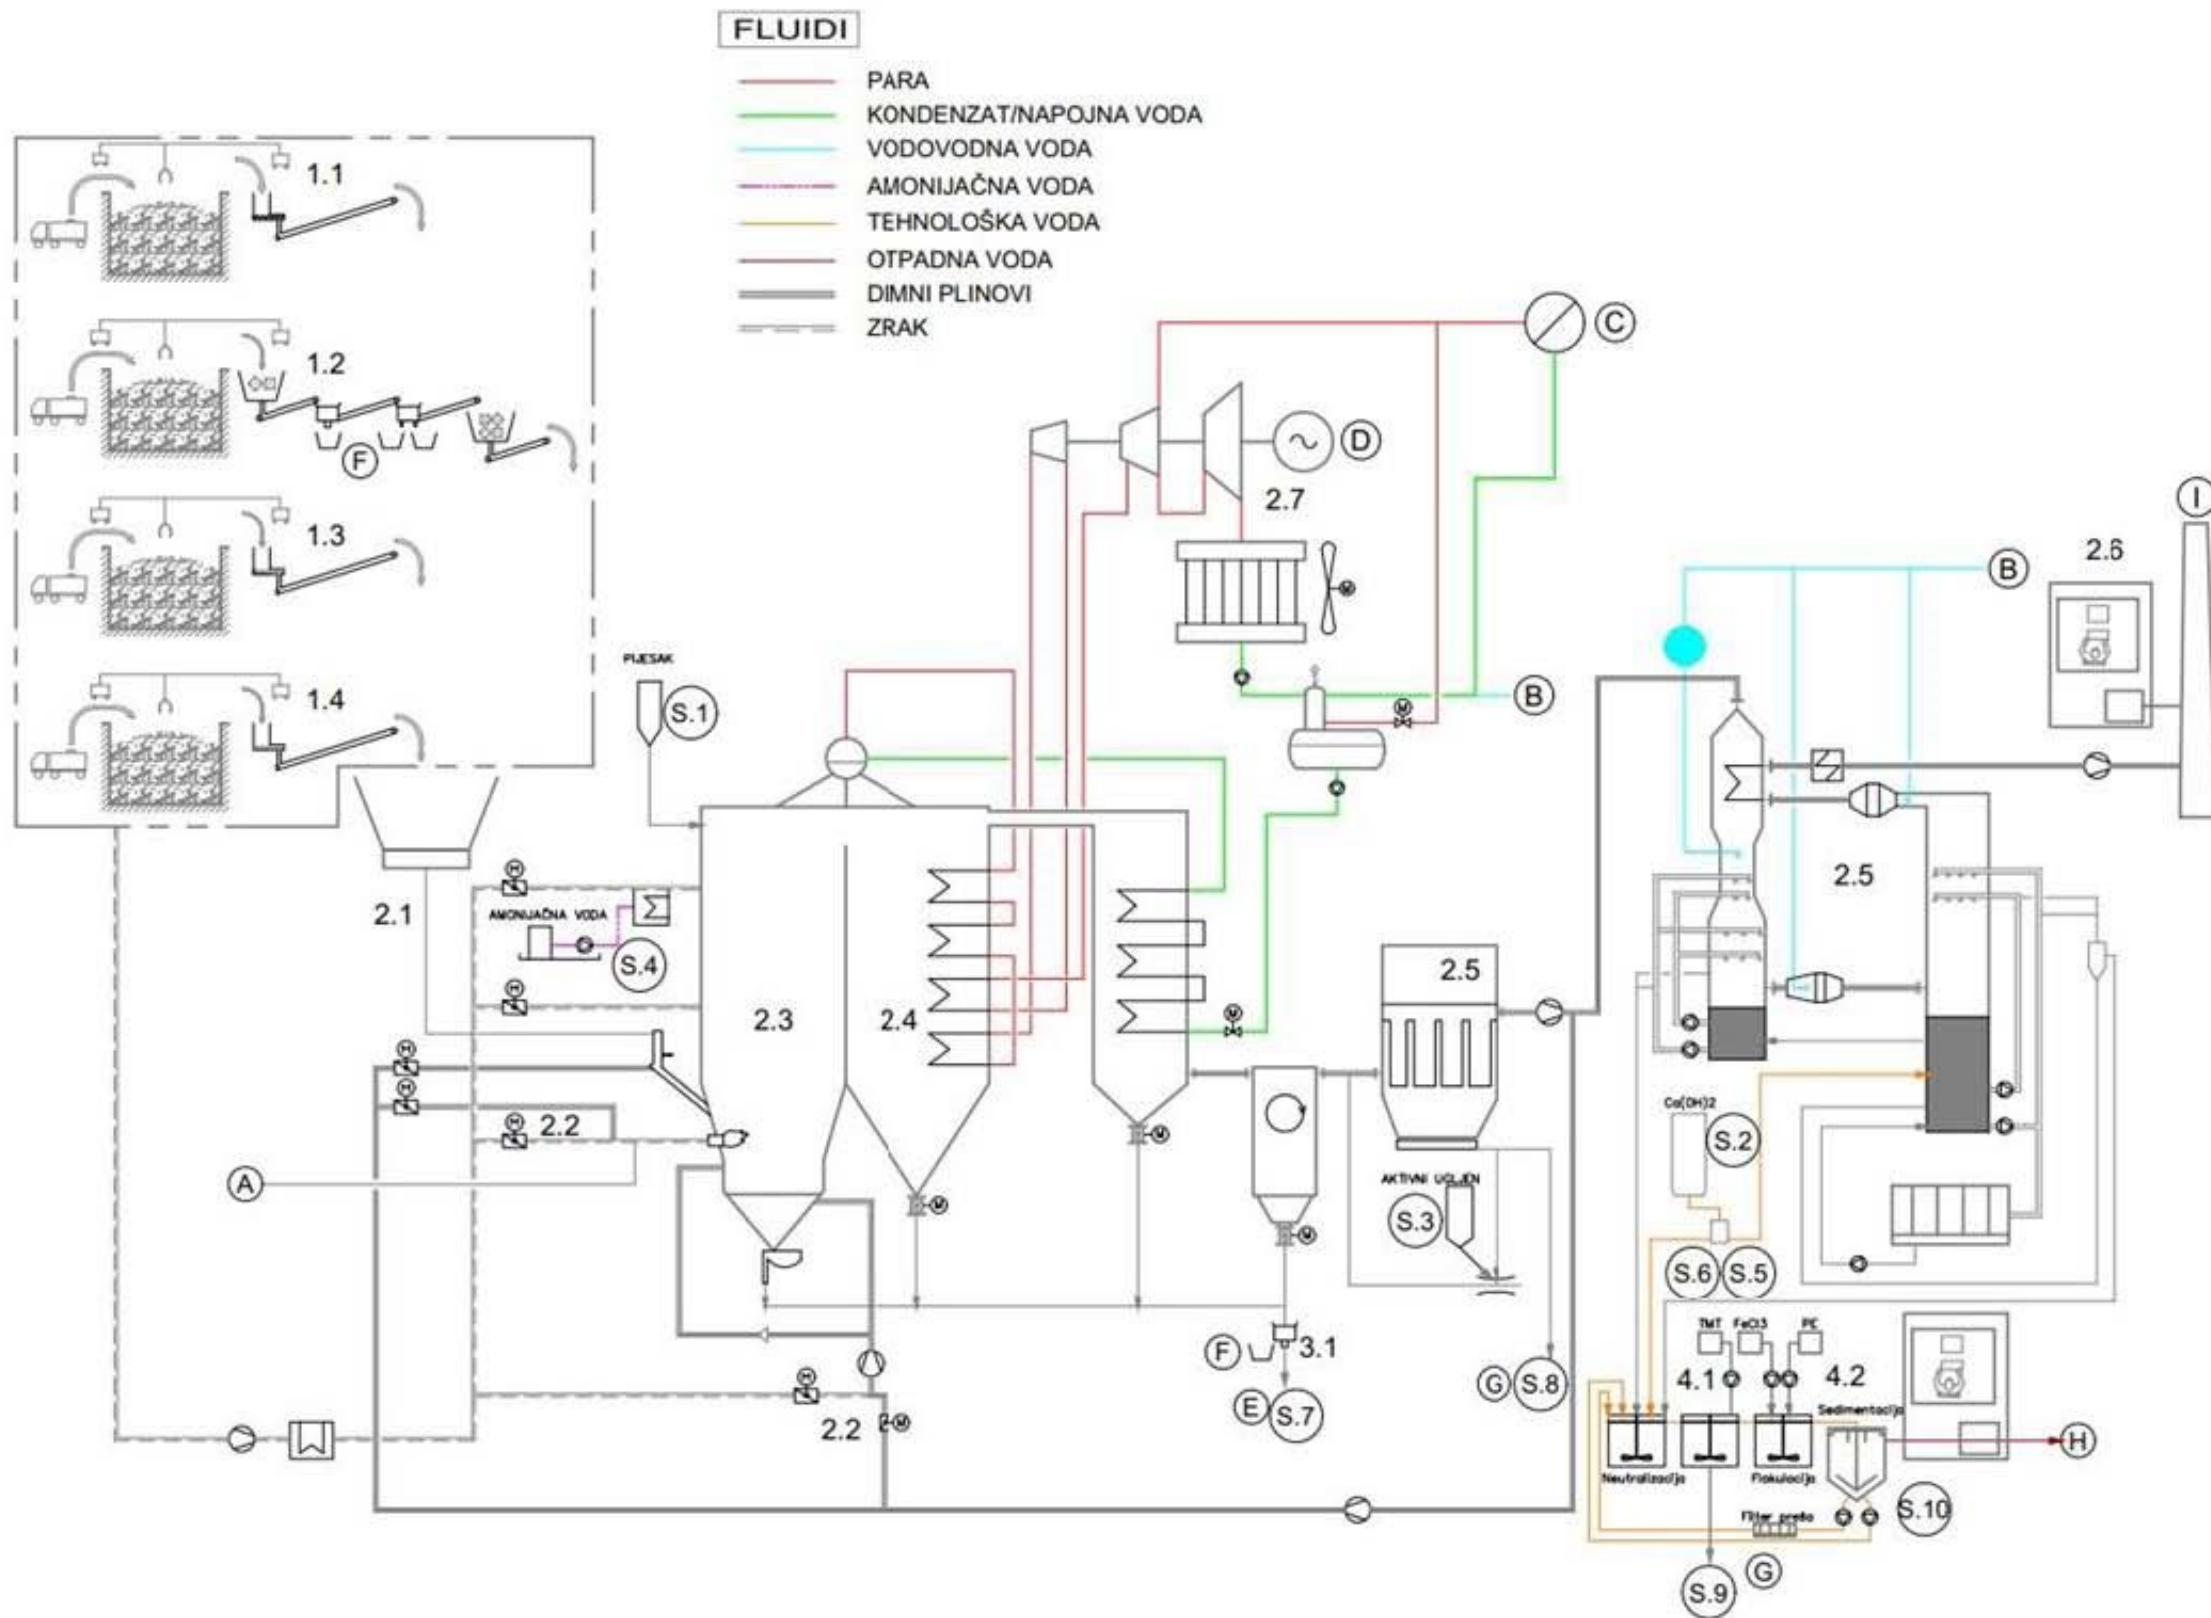 FLUIDI
PARA
KONDENZAT/NAPOJNA VODA
VODOVODNA VODA
AMONIJAČNA VODA
TEHNOLOŠKA VODA
OTPADNA VODA
DIMNI PLINOVI
ZRAK
1.1
1.2
F
1.3
1.4
C
D
2.7
M
I
2.6
B
PIJESAK
S.1
M
B
2.1
M
AMONIJAČNA VODA
S.4
M
2.3
2.4
M
2.5
2.5
M
M
M
2.2
A
M
M
M
Ca(OH)2
S.2
AKTIVNI UGLJEN
S.3
S.6
S.5
F
3.1
E
S.7
G
S.8
M
2.2
M
TMT
FeCl3
PE
4.1
4.2
Sedimentacija
H
Neutralizacija
Flokulacija
Filter preša
S.10
G
S.9